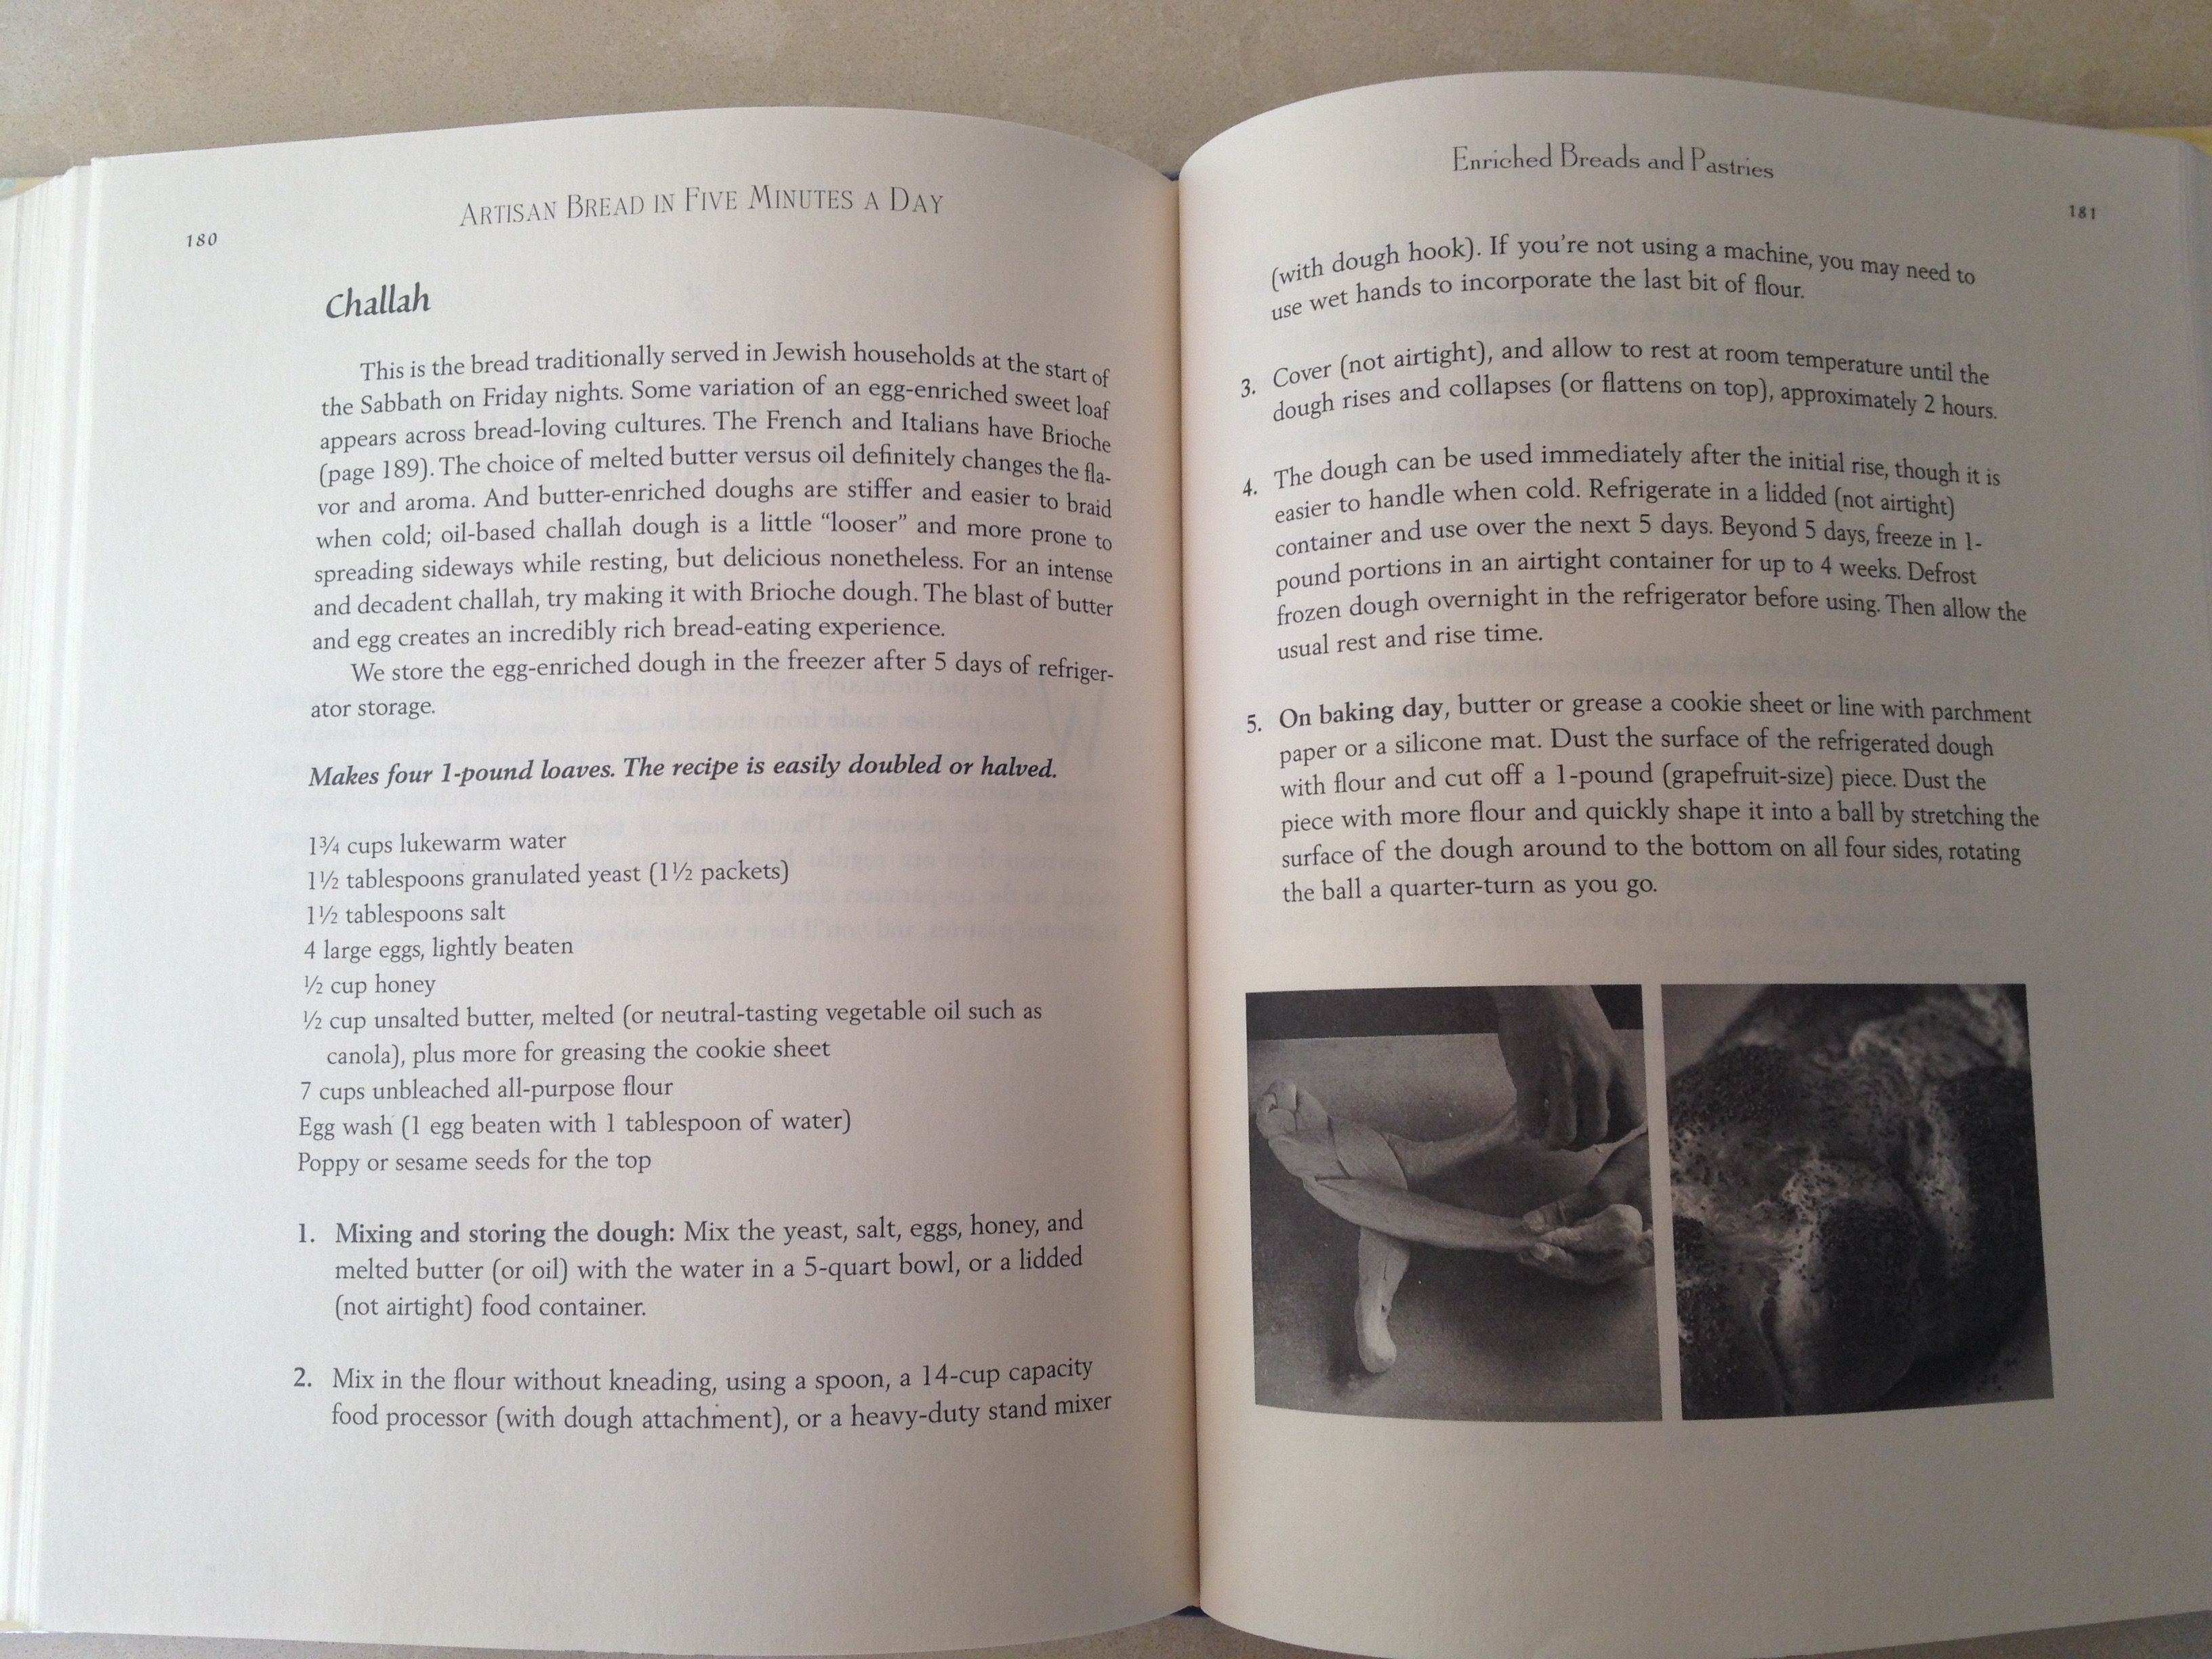 180
ARTISAN BREAD IN FIVE MINUTES A DAY
Challah
This is the bread traditionally served in Jewish households at the start of
the Sabbath on Friday nights. Some variation of an egg-enriched sweet loaf
appears across bread-loving cultures. The French and Italians have Brioche
(page 189). The choice of melted butter versus oil definitely changes the fla-
vor and aroma. And butter-enriched doughs are stiffer and easier to braid
when cold; oil-based challah dough is a little “looser” and more prone to
spreading sideways while resting, but delicious nonetheless. For an intense
and decadent challah, try making it with Brioche dough. The blast of butter
and egg creates an incredibly rich bread-eating experience.
We store the egg-enriched dough in the freezer after 5 days of refriger-
ator storage.
Makes four 1-pound loaves. The recipe is easily doubled or halved.
1¾ cups lukewarm water
1½ tablespoons granulated yeast (1½ packets)
1½ tablespoons salt
4 large eggs, lightly beaten
½ cup honey
½ cup unsalted butter, melted (or neutral-tasting vegetable oil such as
canola), plus more for greasing the cookie sheet
7 cups unbleached all-purpose flour
Egg wash (1 egg beaten with 1 tablespoon of water)
Poppy or sesame seeds for the top
1. Mixing and storing the dough: Mix the yeast, salt, eggs, honey, and
melted butter (or oil) with the water in a 5-quart bowl, or a lidded
(not airtight) food container.
2. Mix in the flour without kneading, using a spoon, a 14-cup capacity
food processor (with dough attachment), or a heavy-duty stand mixer
Enriched Breads and Pastries
181
(with dough hook). If you’re not using a machine, you may need to
use wet hands to incorporate the last bit of flour.
3. Cover (not airtight), and allow to rest at room temperature until the
dough rises and collapses (or flattens on top), approximately 2 hours.
4. The dough can be used immediately after the initial rise, though it is
easier to handle when cold. Refrigerate in a lidded (not airtight)
container and use over the next 5 days. Beyond 5 days, freeze in 1-
pound portions in an airtight container for up to 4 weeks. Defrost
frozen dough overnight in the refrigerator before using. Then allow the
usual rest and rise time.
5. On baking day, butter or grease a cookie sheet or line with parchment
paper or a silicone mat. Dust the surface of the refrigerated dough
with flour and cut off a 1-pound (grapefruit-size) piece. Dust the
piece with more flour and quickly shape it into a ball by stretching the
surface of the dough around to the bottom on all four sides, rotating
the ball a quarter-turn as you go.